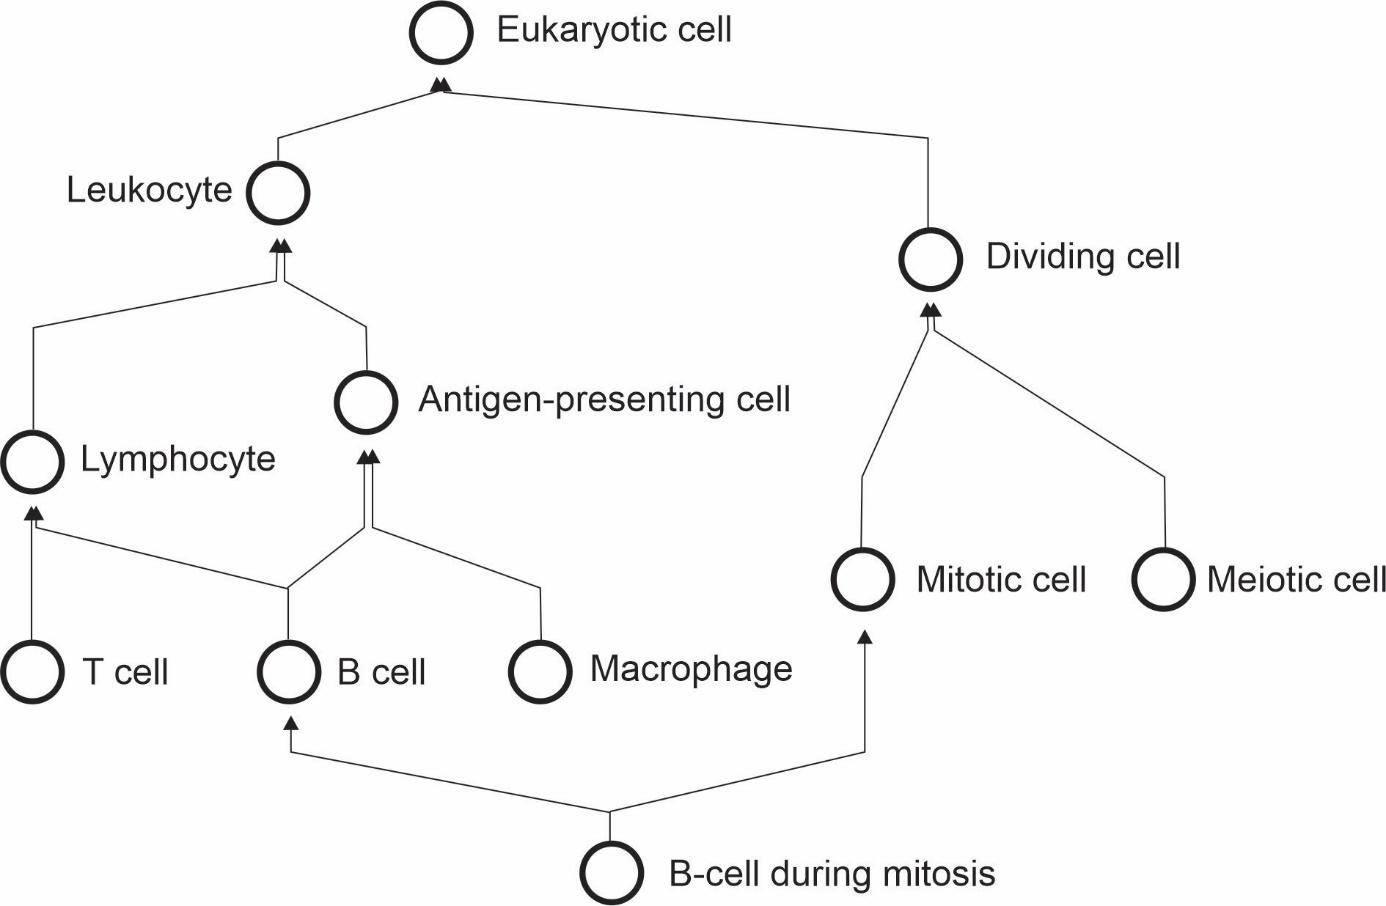 Eukaryotic cell
Leukocyte
Dividing cell
Antigen-presenting cell
Lymphocyte
Mitotic cell
Meiotic cell
T cell
B cell
Macrophage
B-cell during mitosis